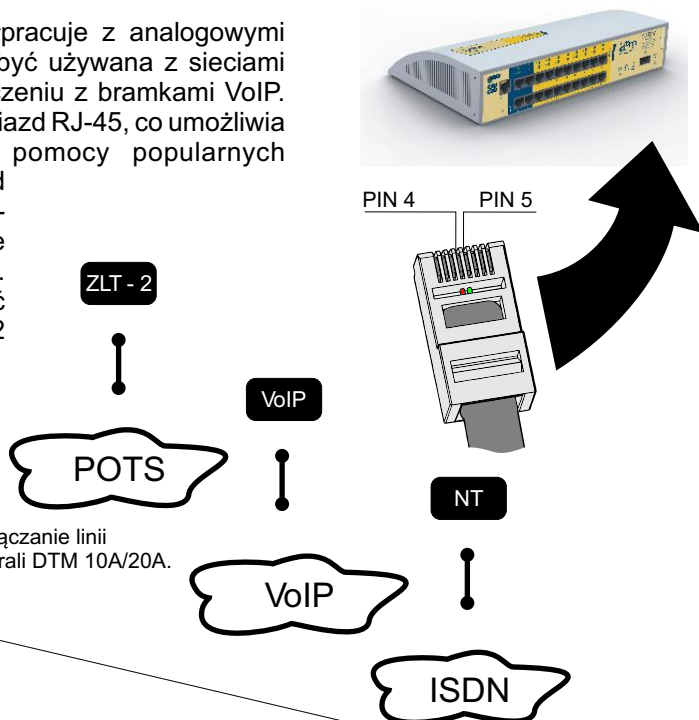 pracuje z analogowymi
być używana z sieciami
czeniu z bramkami VoIP.
iazd RJ-45, co umożliwia
pomocy popularnych
PIN 4 PIN 5
ZLT - 2
VoIP
POTS
NT
ączanie linii
rali DTM 10A/20A.
VoIP
ISDN